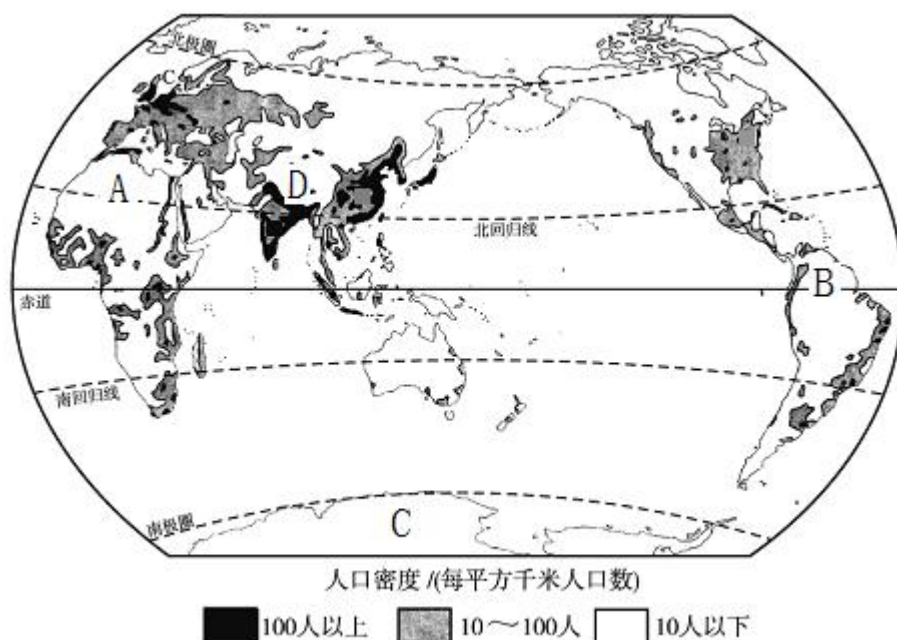 北极圈
C
A
D
北回归线
赤道
B
南回归线
南极圈
C
人口密度 /(每平方千米人口数)
100人以上 10～100人 10人以下